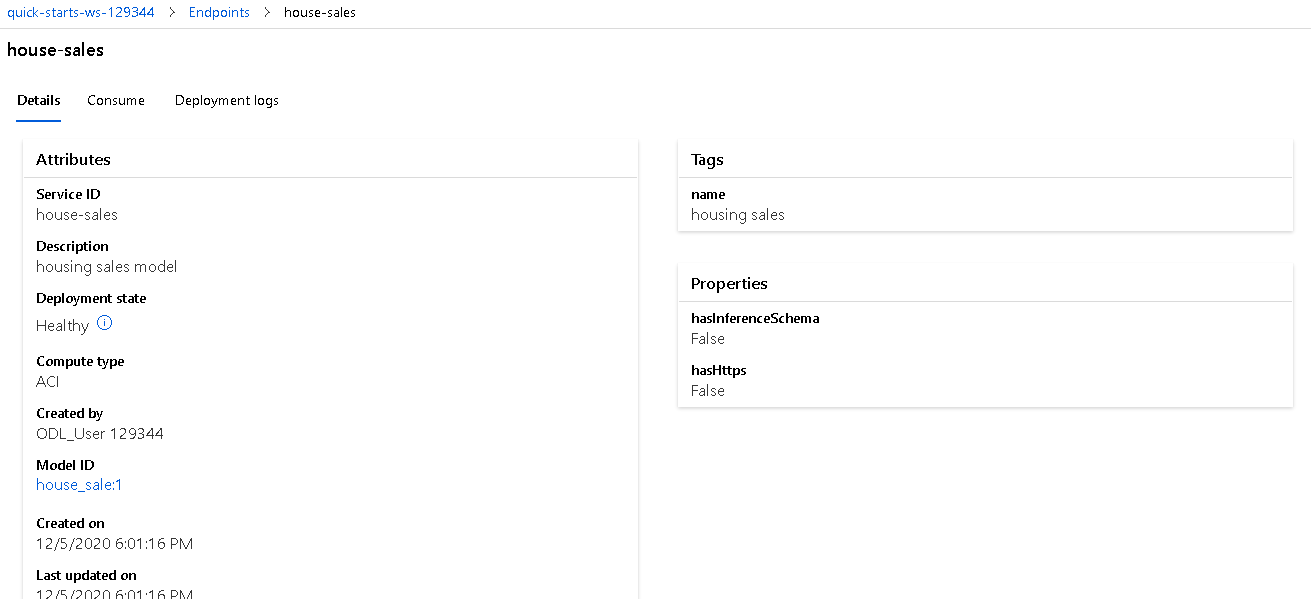 quick-starts-ws-129344 > Endpoints > house-sales
house-sales
Details Consume Deployment logs
Attributes
Service ID
house-sales
Description
housing sales model
Deployment state
Healthy
Compute type
ACI
Created by
ODL_User 129344
Model ID
house_sale:1
Created on
12/5/2020 6:01:16 PM
Last updated on
12/5/2020 6:01:16 PM
Tags
name
housing sales
Properties
hasInferenceSchema
False
hasHttps
False